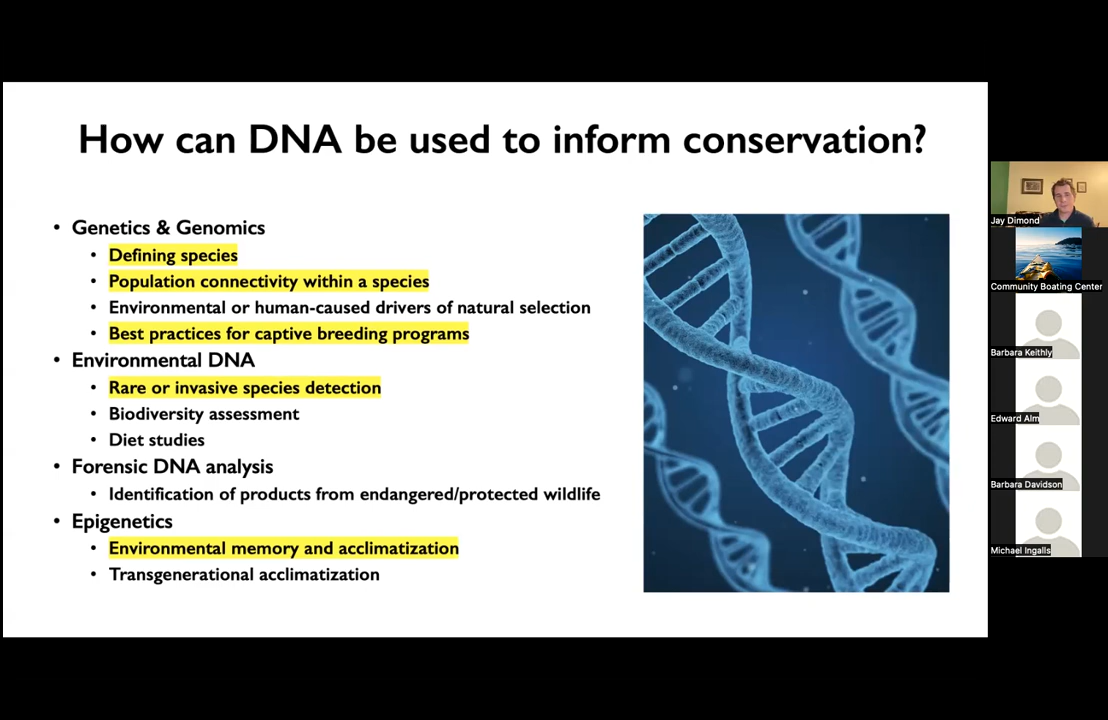 How can DNA be used to inform conservation?
• Genetics & Genomics
• Defining species
• Population connectivity within a species
• Environmental or human-caused drivers of natural selection
• Best practices for captive breeding programs
• Environmental DNA
• Rare or invasive species detection
• Biodiversity assessment
• Diet studies
• Forensic DNA analysis
• Identification of products from endangered/protected wildlife
• Epigenetics
• Environmental memory and acclimatization
• Transgenerational acclimatization
Jay Dimond
Community Boating Center
Barbara Keithly
Edward Alm
Barbara Davidson
Michael Ingalls